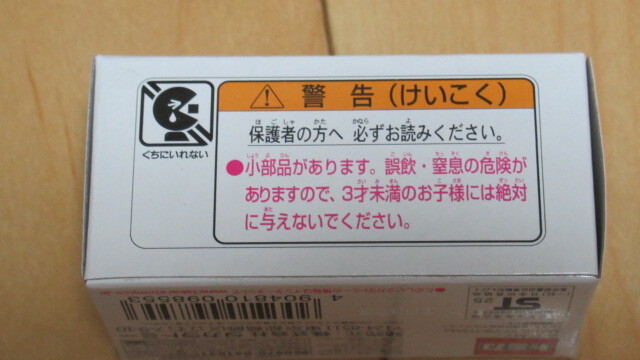 警告(けいこく)
保護者の方へ 必ずお読みください。
くちにいれない
●小部品があります。誤飲・窒息の危険が
ありますので、3才未満のお子様には絶対
に与えないでください。
4904810098553
ST